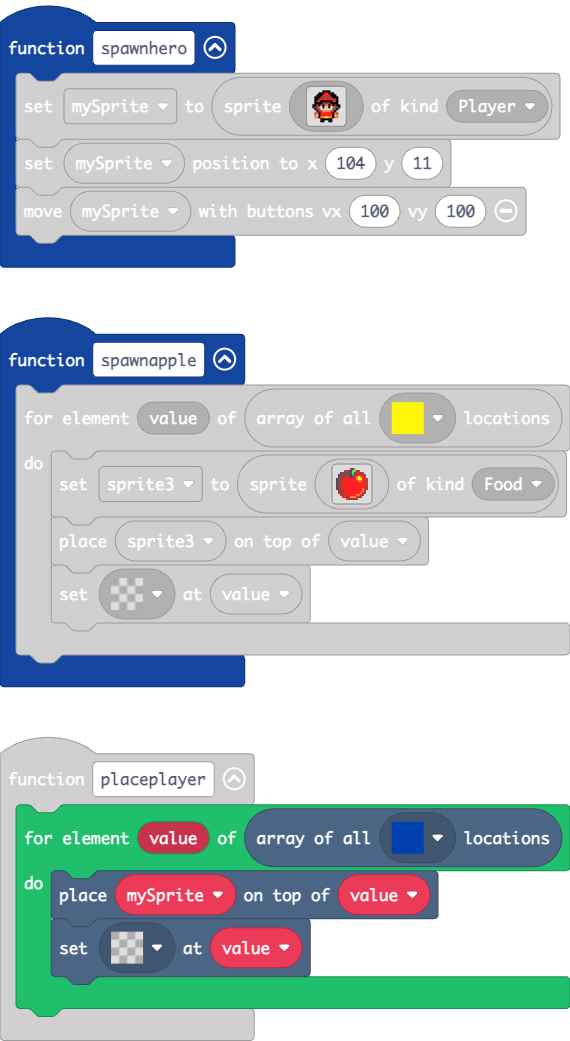 function spawnhero
set mySprite to sprite of kind Player
set mySprite position to x 104 y 11
move mySprite with buttons vx 100 vy 100
function spawnapple
for element value of array of all locations
do
set sprite3 to sprite of kind Food
place sprite3 on top of value
set at value
function placeplayer
for element value of array of all locations
do
place mySprite on top of value
set at value